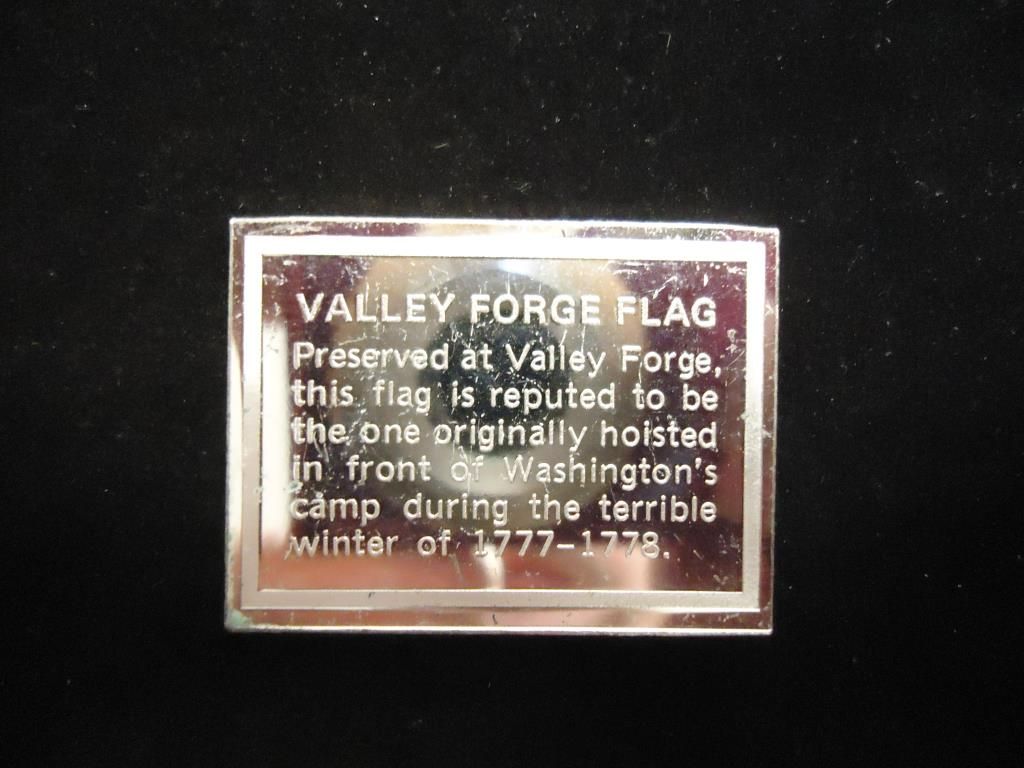 VALLEY FORGE FLAG
Preserved at Valley Forge,
this flag is reputed to be
the one originally hoisted
in front of Washington's
camp during the terrible
winter of 1777-1778.